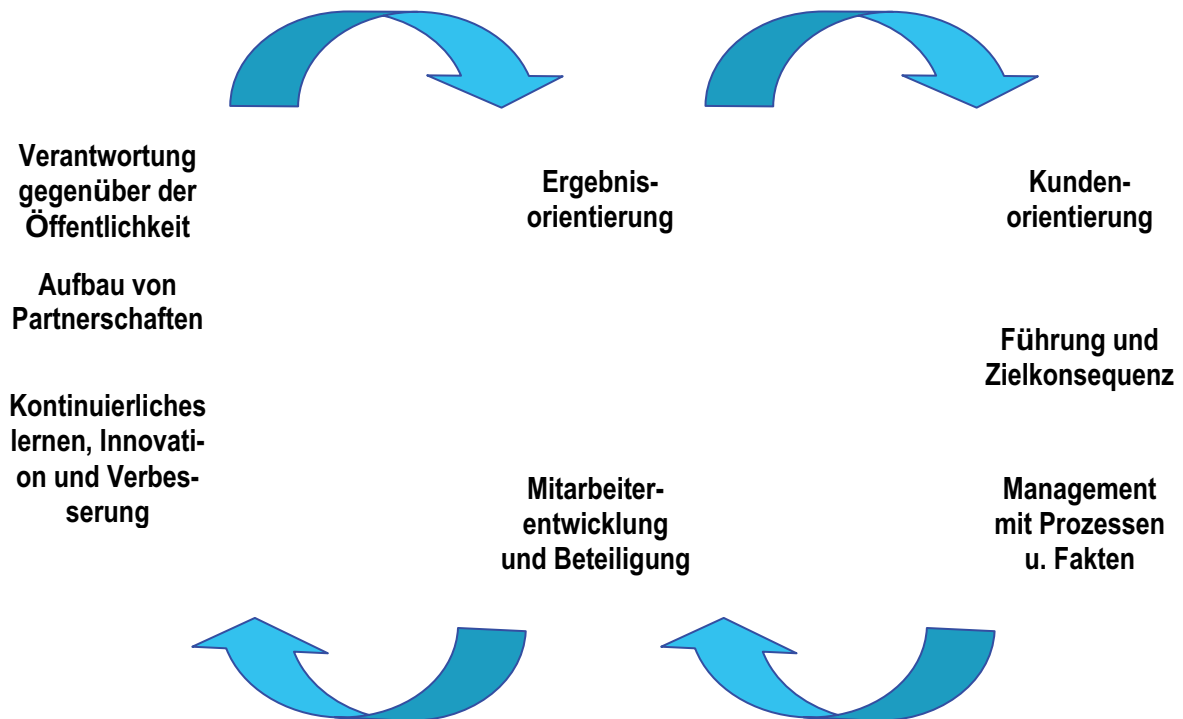 Verantwortung
gegenüber der
Öffentlichkeit
Ergebnis-
orientierung
Kunden-
orientierung
Aufbau von
Partnerschaften
Führung und
Zielkonsequenz
Kontinuierliches
lernen, Innovati-
on und Verbes-
serung
Mitarbeiter-
entwicklung
und Beteiligung
Management
mit Prozessen
u. Fakten